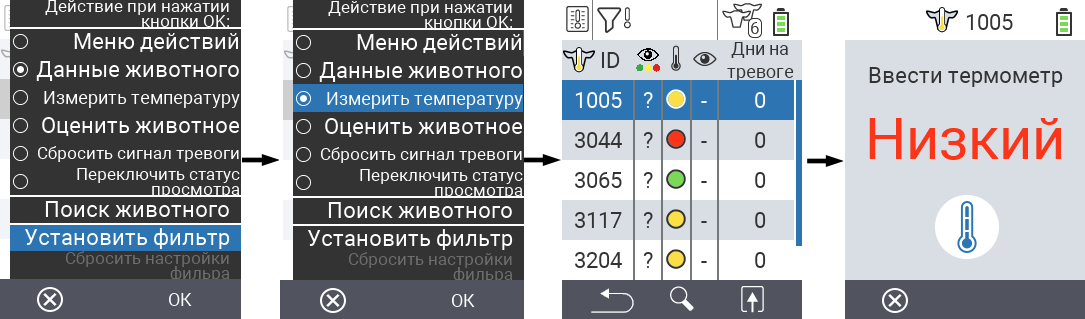 Действие при нажатии
кнопки OK:
Меню действий
Данные животного
Измерить температуру
Оценить животное
Сбросить сигнал тревоги
Переключить статус
просмотра
Поиск животного
Установить фильтр
Сбросить настройки
фильра
OK
Действие при нажатии
кнопки OK:
Меню действий
Данные животного
Измерить температуру
Оценить животное
Сбросить сигнал тревоги
Переключить статус
просмотра
Поиск животного
Установить фильтр
Сбросить настройки
фильра
OK
6
ID Дни на
тревоге
1005 ? - 0
3044 ? - 0
3065 ? - 0
3117 ? - 0
3204 ? - 0
1005
Ввести термометр
Низкий